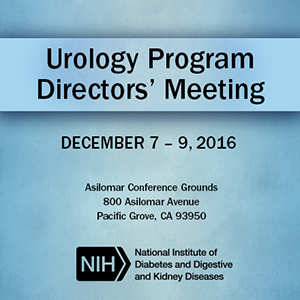 Urology Program
Directors’ Meeting
DECEMBER 7 – 9, 2016
Asilomar Conference Grounds
800 Asilomar Avenue
Pacific Grove, CA 93950
NIH
National Institute of
Diabetes and Digestive
and Kidney Diseases